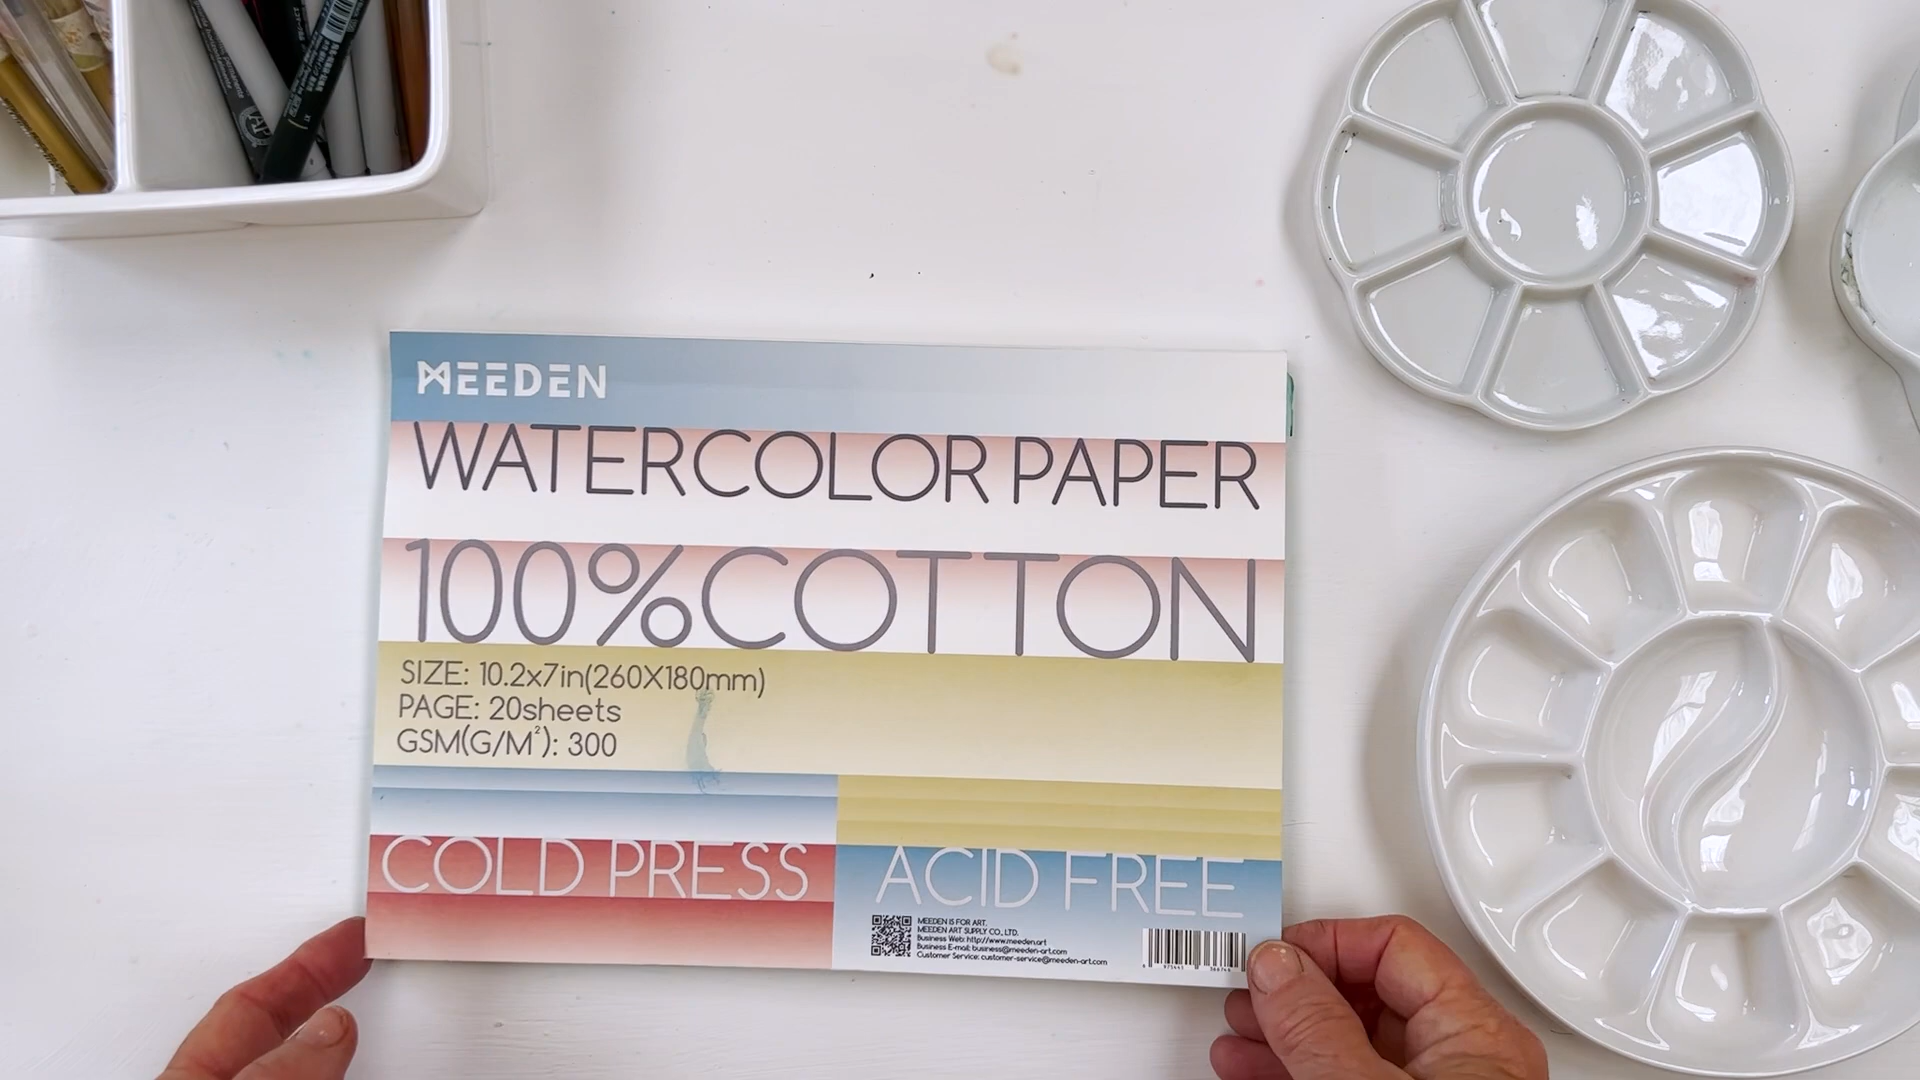 MEEDEN
WATERCOLOR PAPER
100%COTTON
SIZE: 10.2x7in(260X180mm)
PAGE: 20sheets
GSM(G/M²): 300
COLD PRESS
ACID FREE
MEEDEN IS FOR ART.
MEEDEN ART SUPPLY CO., LTD.
Business Web: http://www.meeden.art
Business E-mail: business@meeden-art.com
Customer Service: customer-service@meeden-art.com